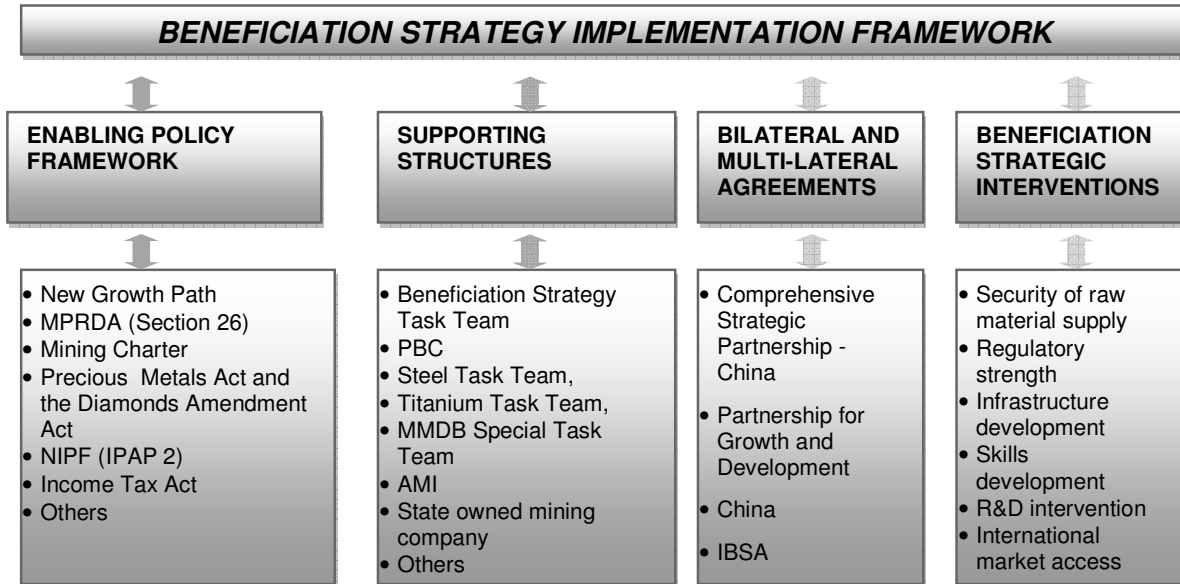 BENEFICIATION STRATEGY IMPLEMENTATION FRAMEWORK
ENABLING POLICY
FRAMEWORK
• New Growth Path
• MPRDA (Section 26)
• Mining Charter
• Precious Metals Act and
the Diamonds Amendment
Act
• NIPF (IPAP 2)
• Income Tax Act
• Others
SUPPORTING
STRUCTURES
• Beneficiation Strategy
Task Team
• PBC
• Steel Task Team,
• Titanium Task Team,
• MMDB Special Task
Team
• AMI
• State owned mining
company
• Others
BILATERAL AND
MULTI-LATERAL
AGREEMENTS
• Comprehensive
Strategic
Partnership -
China
• Partnership for
Growth and
Development
• China
• IBSA
BENEFICIATION
STRATEGIC
INTERVENTIONS
• Security of raw
material supply
• Regulatory
strength
• Infrastructure
development
• Skills
development
• R&D intervention
• International
market access